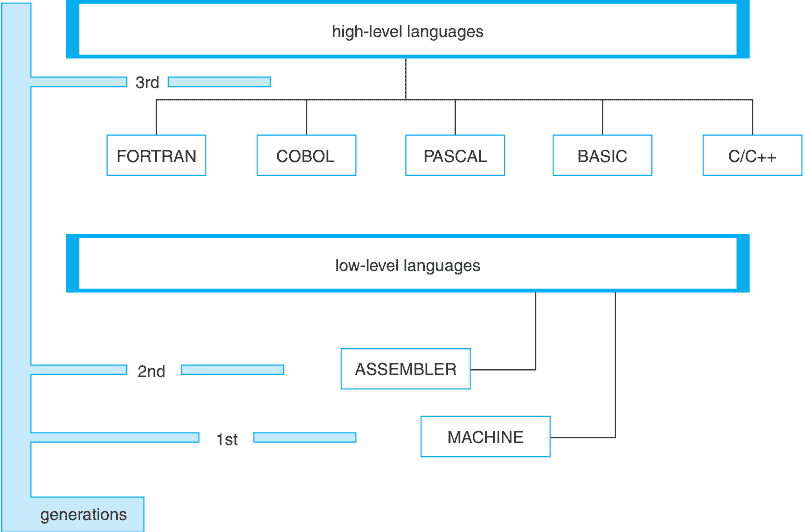 high-level languages
3rd
FORTRAN COBOL PASCAL BASIC C/C++
low-level languages
2nd ASSEMBLER
1st MACHINE
generations